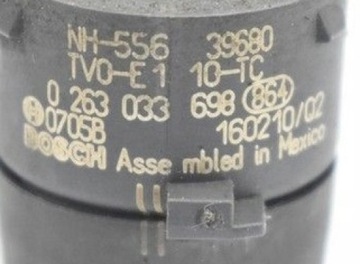 NH-556 39680
TV0-E 1 10-TC
0 263 033 698 864
0705B 160210/02
BOSCH Asse mbled in Mexico